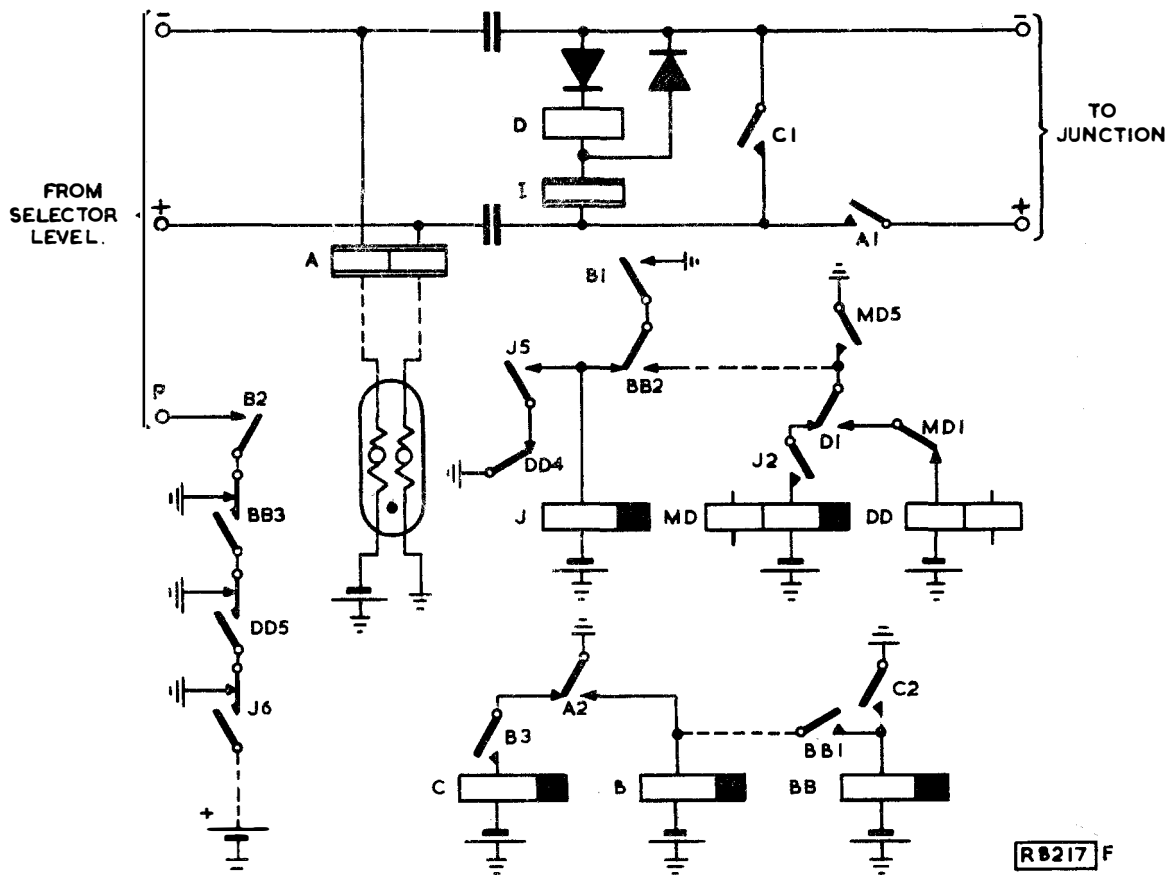 -
-
FROM
SELECTOR
LEVEL.
+
+
TO
JUNCTION
D
I
C1
A1
A
B1
MD5
J5
BB2
P
B2
D1
MD1
J2
DD4
BB3
J
MD
DD
DD5
J6
A2
C2
B3
BB1
C
B
BB
+
RB217 F